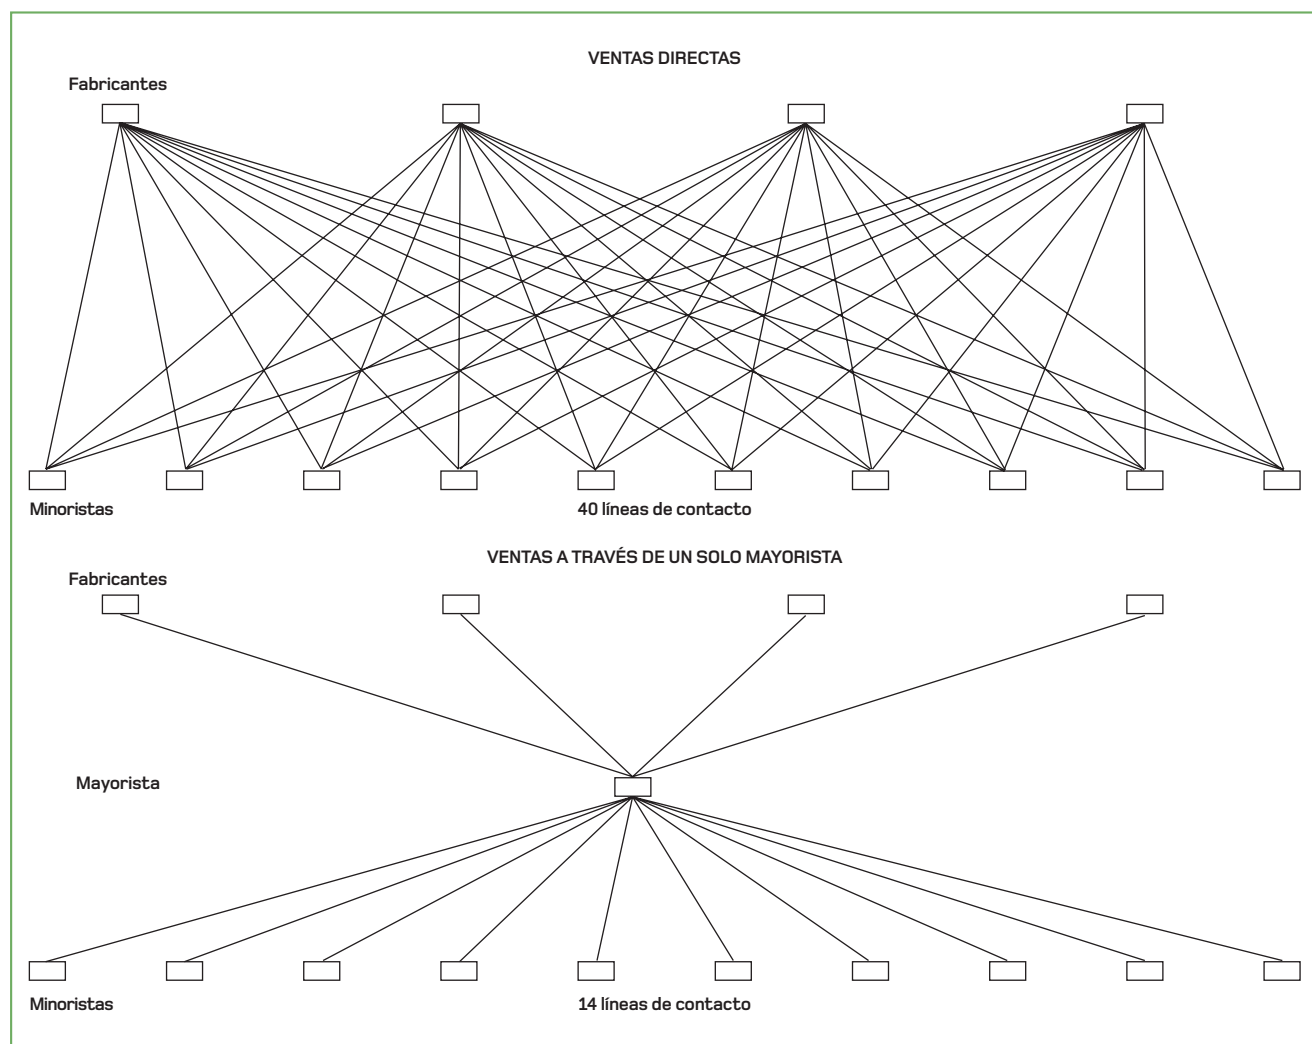 VENTAS DIRECTAS
Fabricantes
Minoristas
40 líneas de contacto
VENTAS A TRAVÉS DE UN SOLO MAYORISTA
Fabricantes
Mayorista
Minoristas
14 líneas de contacto